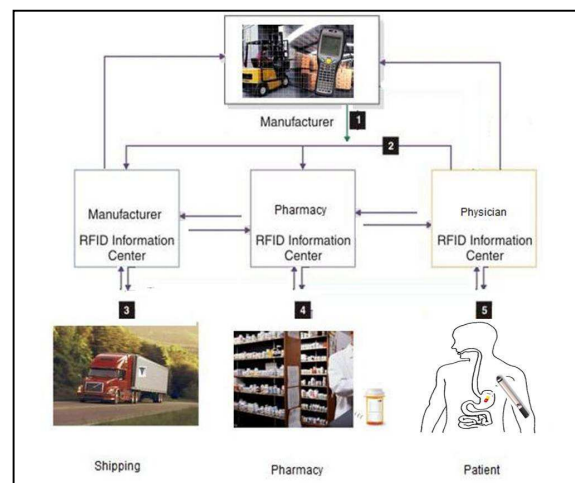 Manufacturer
1
2
Manufacturer
RFID Information
Center
Pharmacy
RFID Information
Center
Physician
RFID Information
Center
3
4
5
Shipping
Pharmacy
Patient